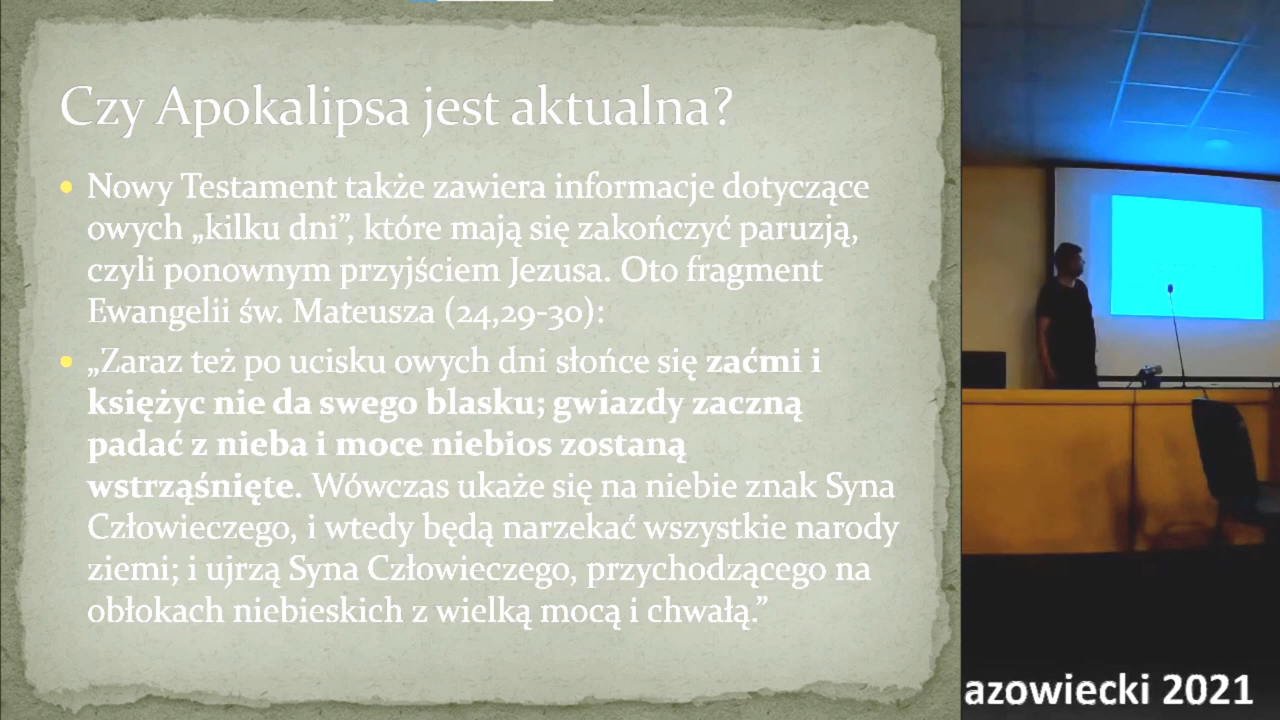 Czy Apokalipsa jest aktualna?
• Nowy Testament także zawiera informacje dotyczące
owych „kilku dni”, które mają się zakończyć paruzją,
czyli ponownym przyjściem Jezusa. Oto fragment
Ewangelii św. Mateusza (24,29-30):
• „Zaraz też po ucisku owych dni słońce się zaćmi i
księżyc nie da swego blasku; gwiazdy zaczną
padać z nieba i moce niebios zostaną
wstrząśnięte. Wówczas ukaże się na niebie znak Syna
Człowieczego, i wtedy będą narzekać wszystkie narody
ziemi; i ujrzą Syna Człowieczego, przychodzącego na
obłokach niebieskich z wielką mocą i chwałą.”
azowiecki 2021